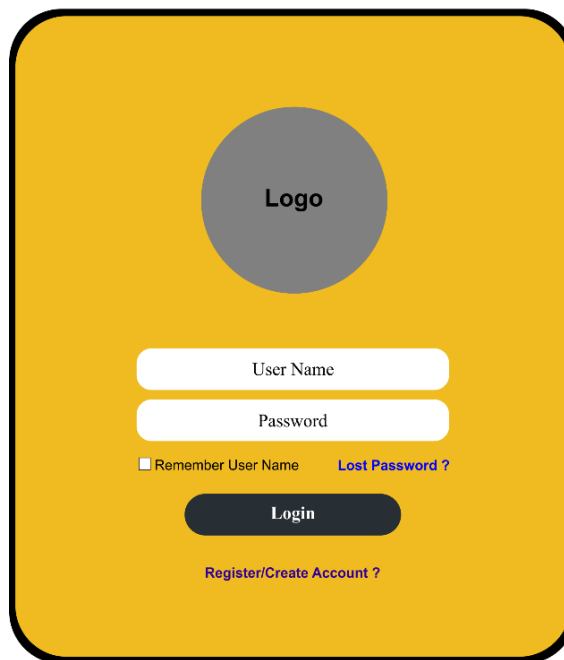 Logo
User Name
Password
Remember User Name Lost Password ?
Login
Register/Create Account ?